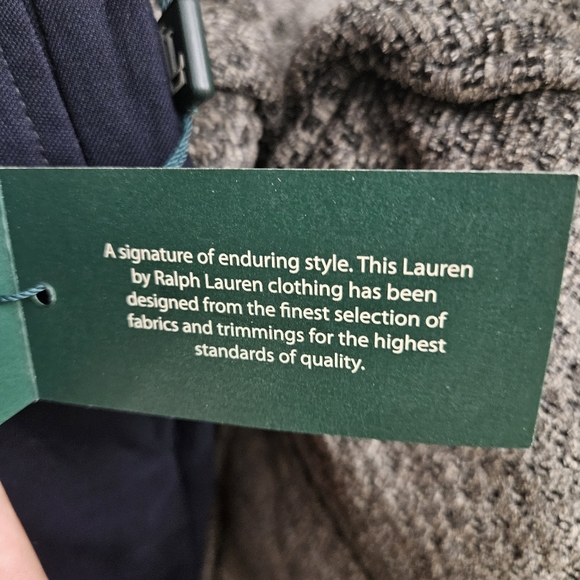 A signature of enduring style. This Lauren
by Ralph Lauren clothing has been
designed from the finest selection of
fabrics and trimmings for the highest
standards of quality.